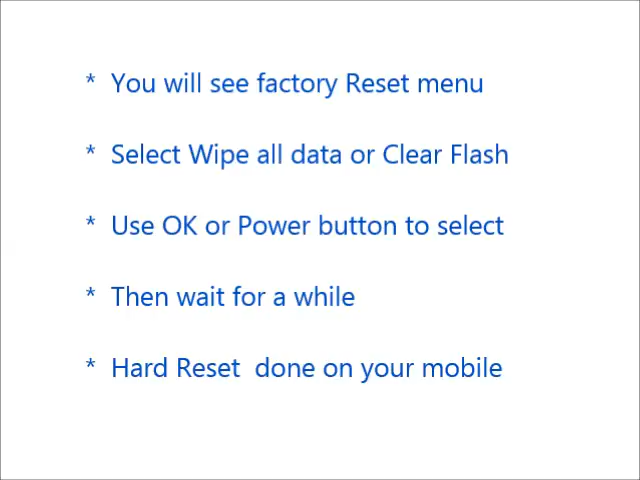 * You will see factory Reset menu
* Select Wipe all data or Clear Flash
* Use OK or Power button to select
* Then wait for a while
* Hard Reset  done on your mobile